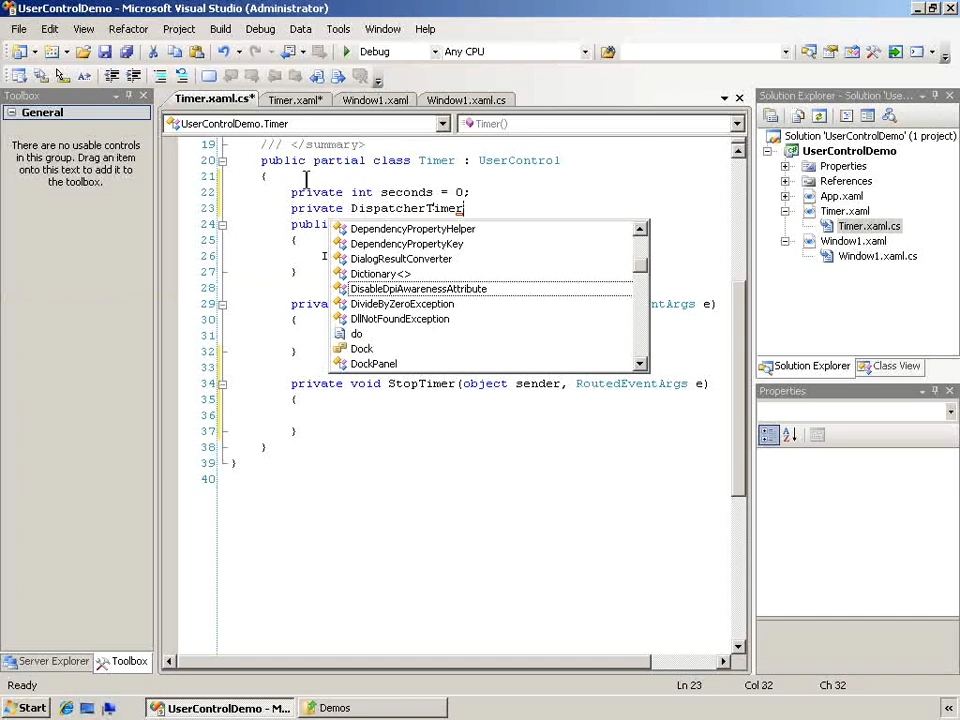 UserControlDemo - Microsoft Visual Studio (Administrator)
File Edit View Refactor Project Build Debug Data Tools Window Help
Debug Any CPU
Toolbox
General
There are no usable controls
in this group. Drag an item
onto this text to add it to
the toolbox.
Server Explorer Toolbox
Timer.xaml.cs* Timer.xaml* Window1.xaml Window1.xaml.cs
UserControlDemo.Timer Timer()
19 /// </summary>
20 public partial class Timer : UserControl
21 {
22 private int seconds = 0;
23 private DispatcherTimer
24 publi
25 {
26 I
27 }
28
29 priva entArgs e)
30 {
31
32 }
33
34 private void StopTimer(object sender, RoutedEventArgs e)
35 {
36
37 }
38 }
39 }
40
DependencyPropertyHelper
DependencyPropertyKey
DialogResultConverter
Dictionary<>
DisableDpiAwarenessAttribute
DivideByZeroException
DllNotFoundException
do
Dock
DockPanel
Solution Explorer - Solution 'Use...
Solution 'UserControlDemo' (1 project)
UserControlDemo
Properties
References
App.xaml
Timer.xaml
Timer.xaml.cs
Window1.xaml
Window1.xaml.cs
Solution Explorer Class View
Properties
Ready Ln 23 Col 32 Ch 32
Start UserControlDemo - M... Demos